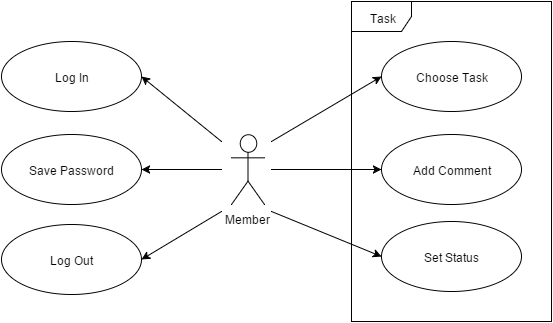 Task
Log In
Choose Task
Save Password
Add Comment
Member
Log Out
Set Status